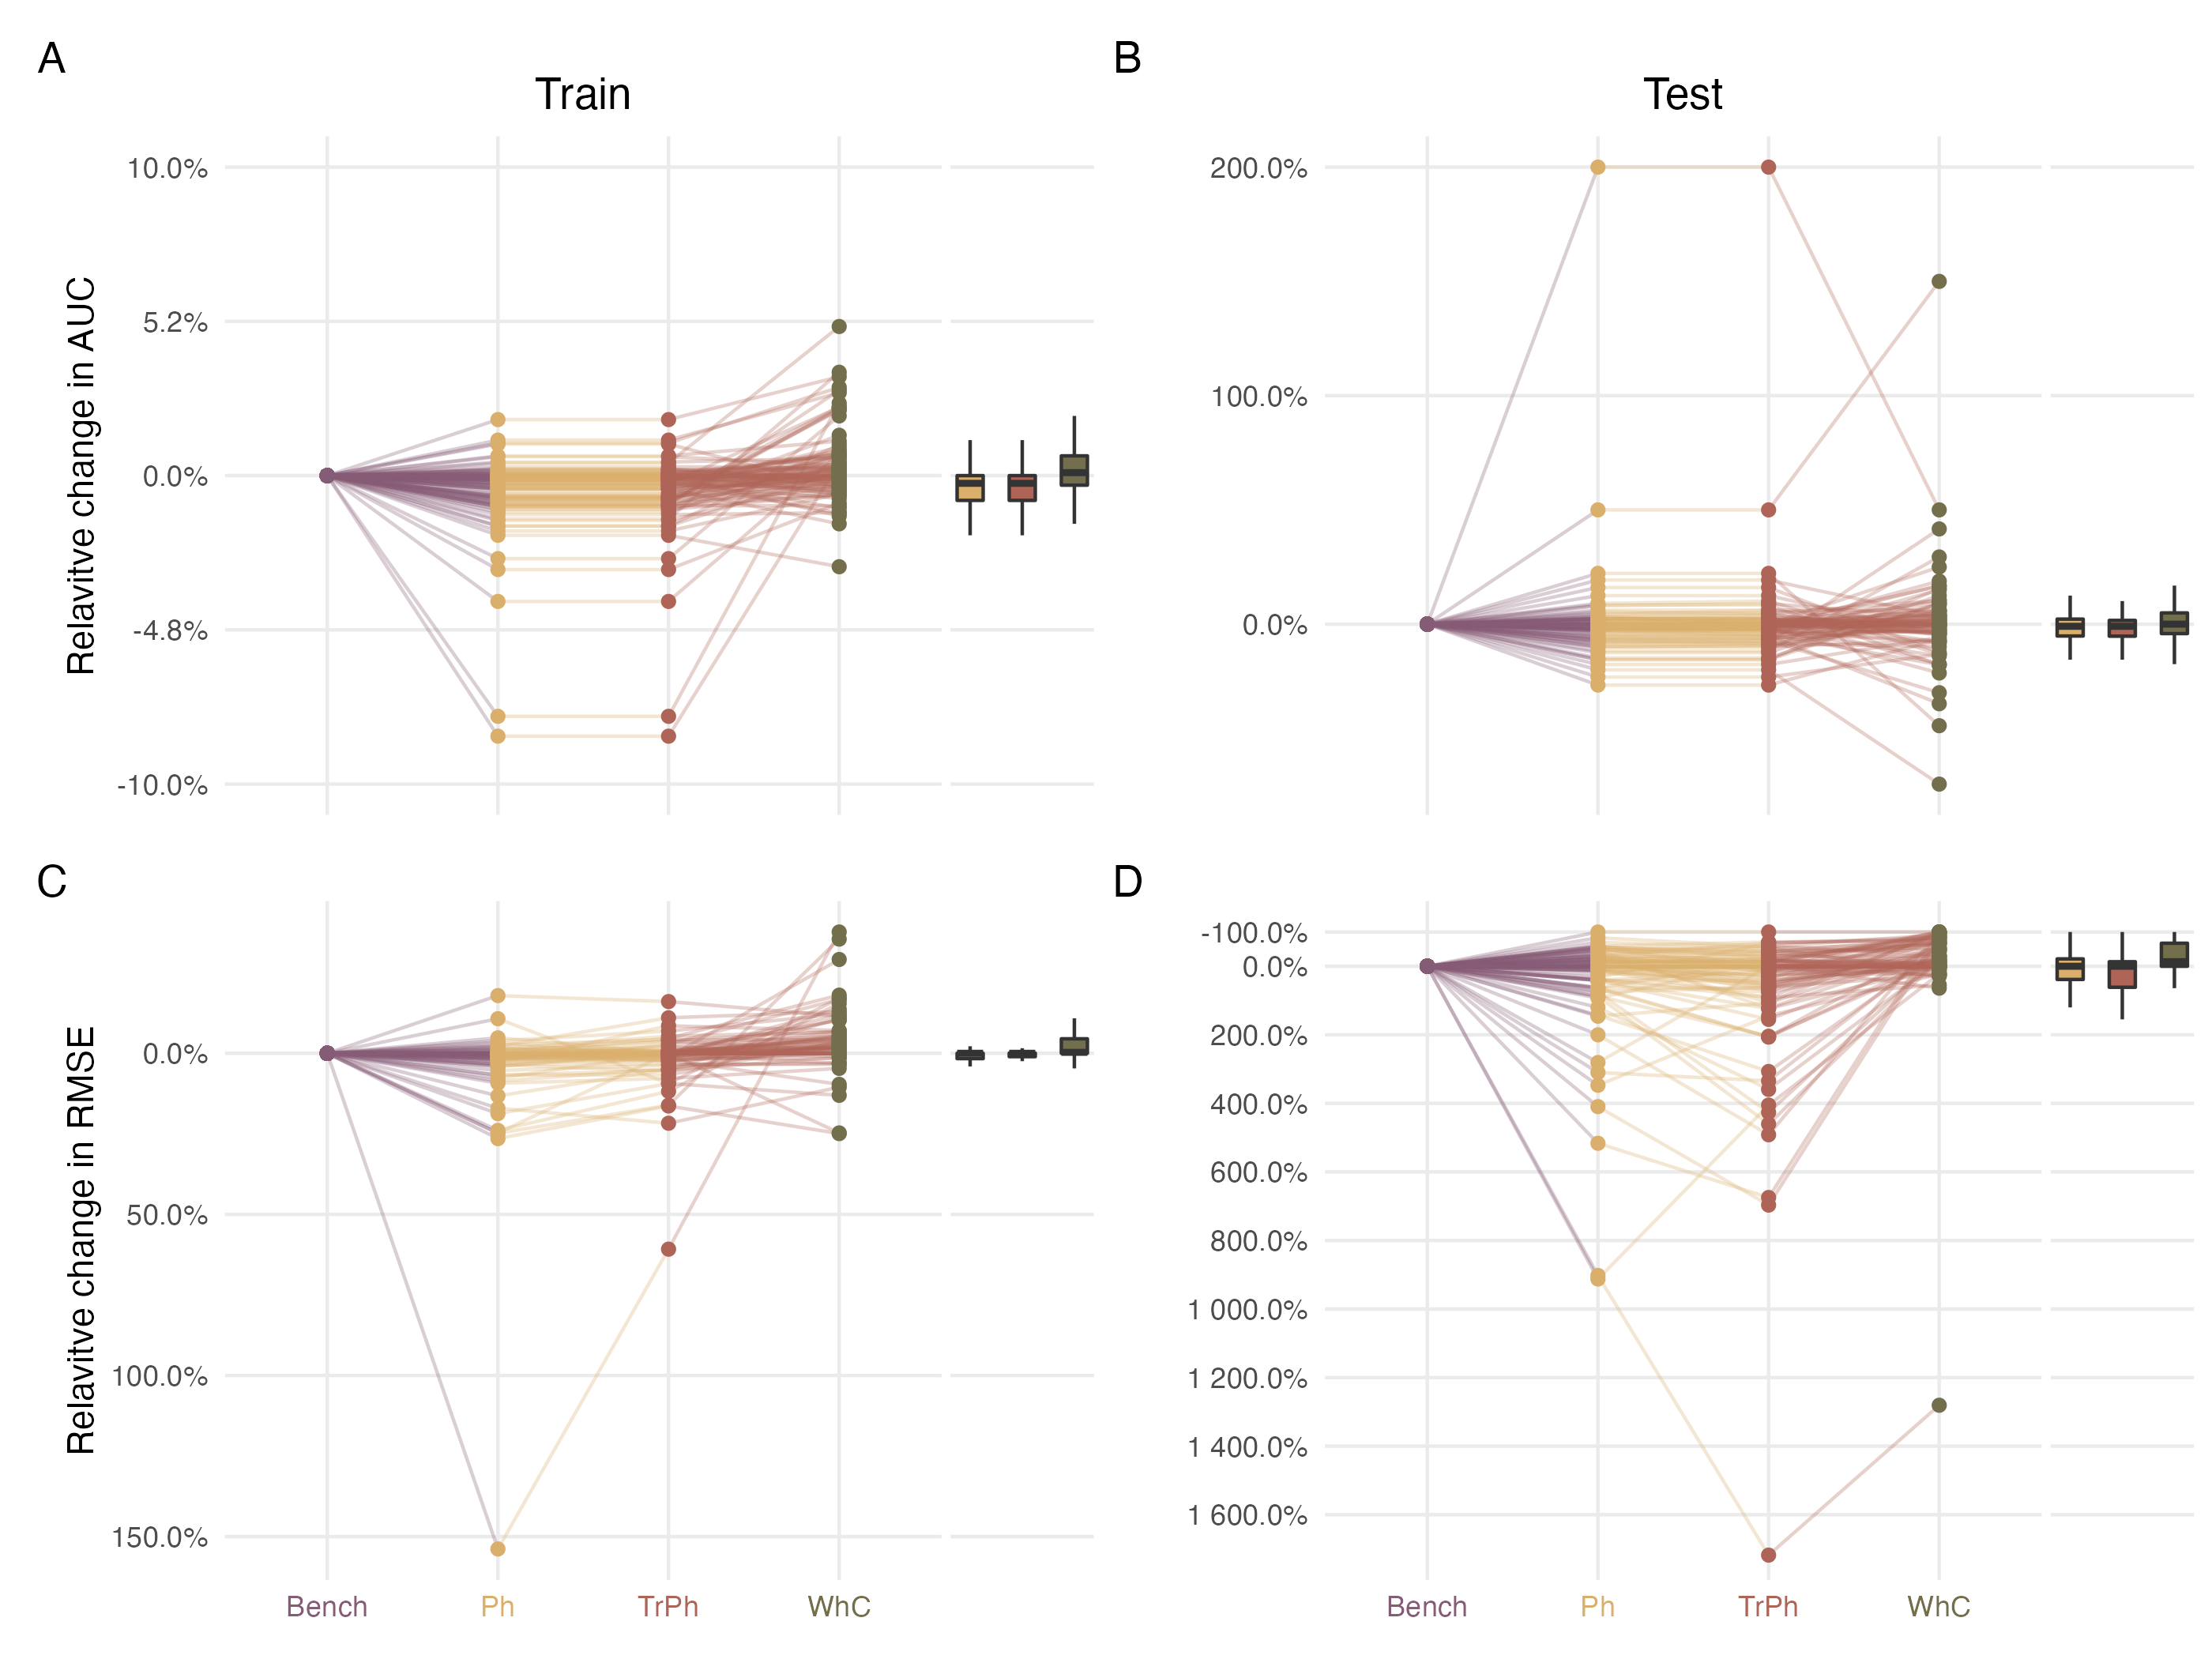 A
B
Train
Test
Relavitve change in AUC
10.0%
5.2%
0.0%
-4.8%
-10.0%
200.0%
100.0%
0.0%
C
D
Relavitve change in RMSE
0.0%
50.0%
100.0%
150.0%
-100.0%
0.0%
200.0%
400.0%
600.0%
800.0%
1 000.0%
1 200.0%
1 400.0%
1 600.0%
Bench Ph TrPh WhC
Bench Ph TrPh WhC